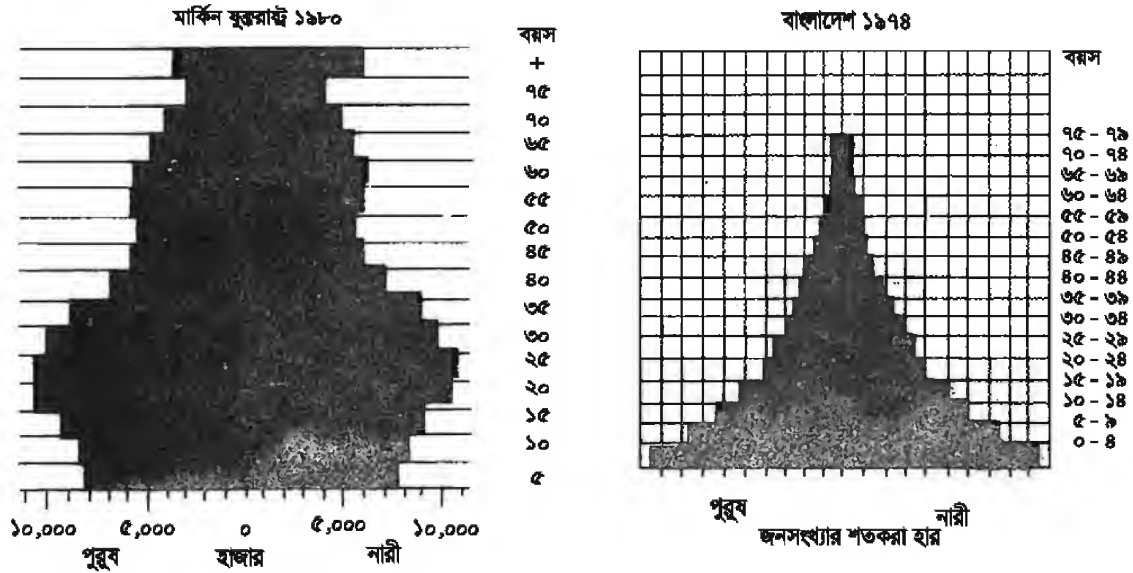 মার্কিন যুক্তরাষ্ট্র ১৯৮০
বয়স
+
৭৫
৭০
৬৫
৬০
৫৫
৫০
৪৫
৪০
৩৫
৩০
২৫
২০
১৫
১০
৫
১০,০০০ ৫,০০০ ০ ৫,০০০ ১০,০০০
পুরুষ হাজার নারী
বাংলাদেশ ১৯৭৪
বয়স
৭৫ - ৭৯
৭০ - ৭৪
৬৫ - ৬৯
৬০ - ৬৪
৫৫ - ৫৯
৫০ - ৫৪
৪৫ - ৪৯
৪০ - ৪৪
৩৫ - ৩৯
৩০ - ৩৪
২৫ - ২৯
২০ - ২৪
১৫ - ১৯
১০ - ১৪
৫ - ৯
০ - ৪
পুরুষ নারী
জনসংখ্যার শতকরা হার